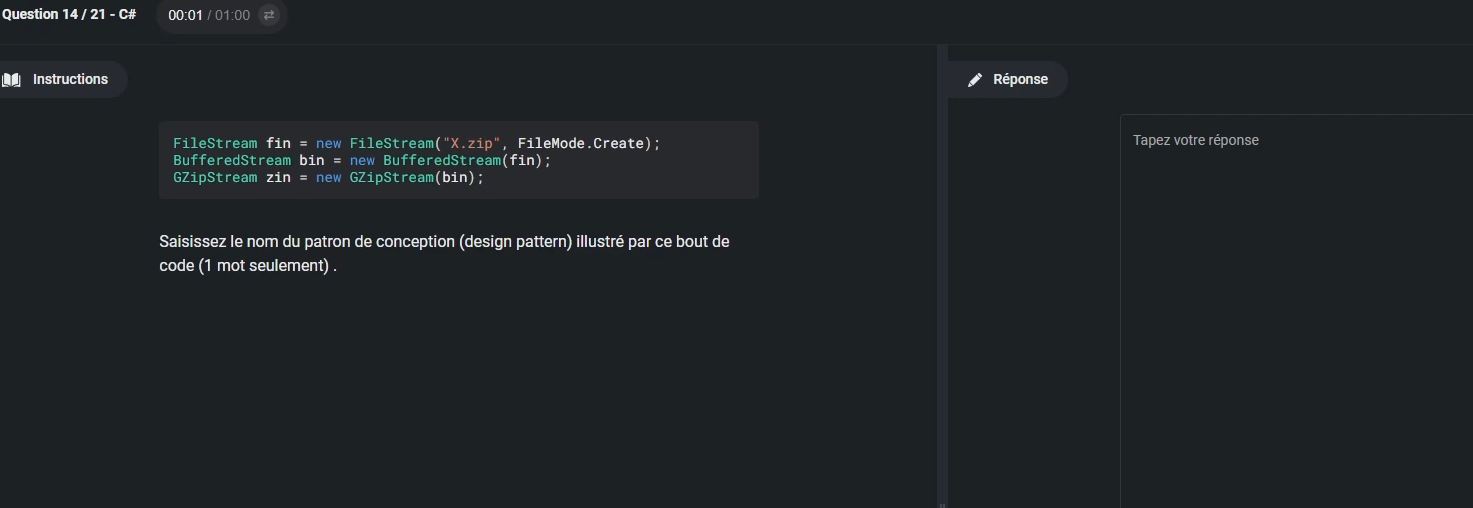 Question 14 / 21 - C#
00:01 / 01:00
Instructions
Réponse
FileStream fin = new FileStream("X.zip", FileMode.Create);
BufferedStream bin = new BufferedStream(fin);
GZipStream zin = new GZipStream(bin);
Tapez votre réponse
Saisissez le nom du patron de conception (design pattern) illustré par ce bout de
code (1 mot seulement) .